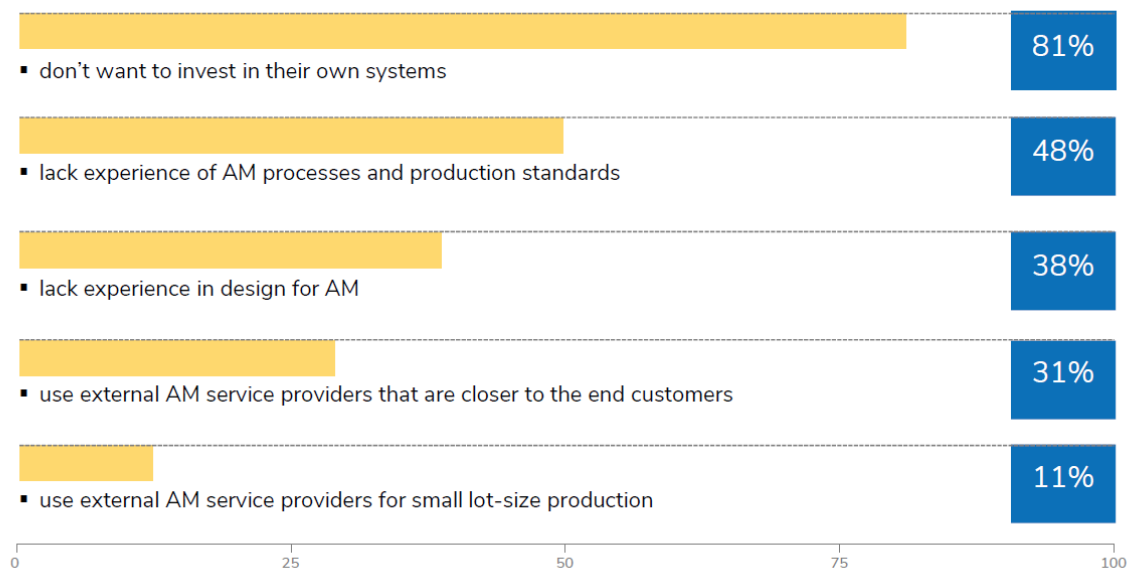 81%
▪ don’t want to invest in their own systems
48%
▪ lack experience of AM processes and production standards
38%
▪ lack experience in design for AM
31%
▪ use external AM service providers that are closer to the end customers
11%
▪ use external AM service providers for small lot-size production
0 25 50 75 100